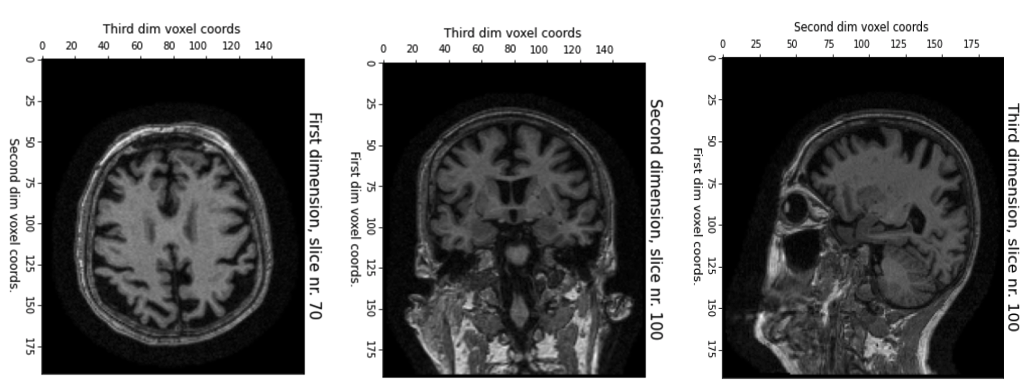 Third dim voxel coords
0 20 40 60 80 100 120 140
0
25
50
75
100
125
150
175
Second dim voxel coords.
First dimension, slice nr. 70
Third dim voxel coords
0 20 40 60 80 100 120 140
0
25
50
75
100
125
150
175
First dim voxel coords.
Second dimension, slice nr. 100
Second dim voxel coords
0 25 50 75 100 125 150 175
0
25
50
75
100
125
150
175
First dim voxel coords.
Third dimension, slice nr. 100